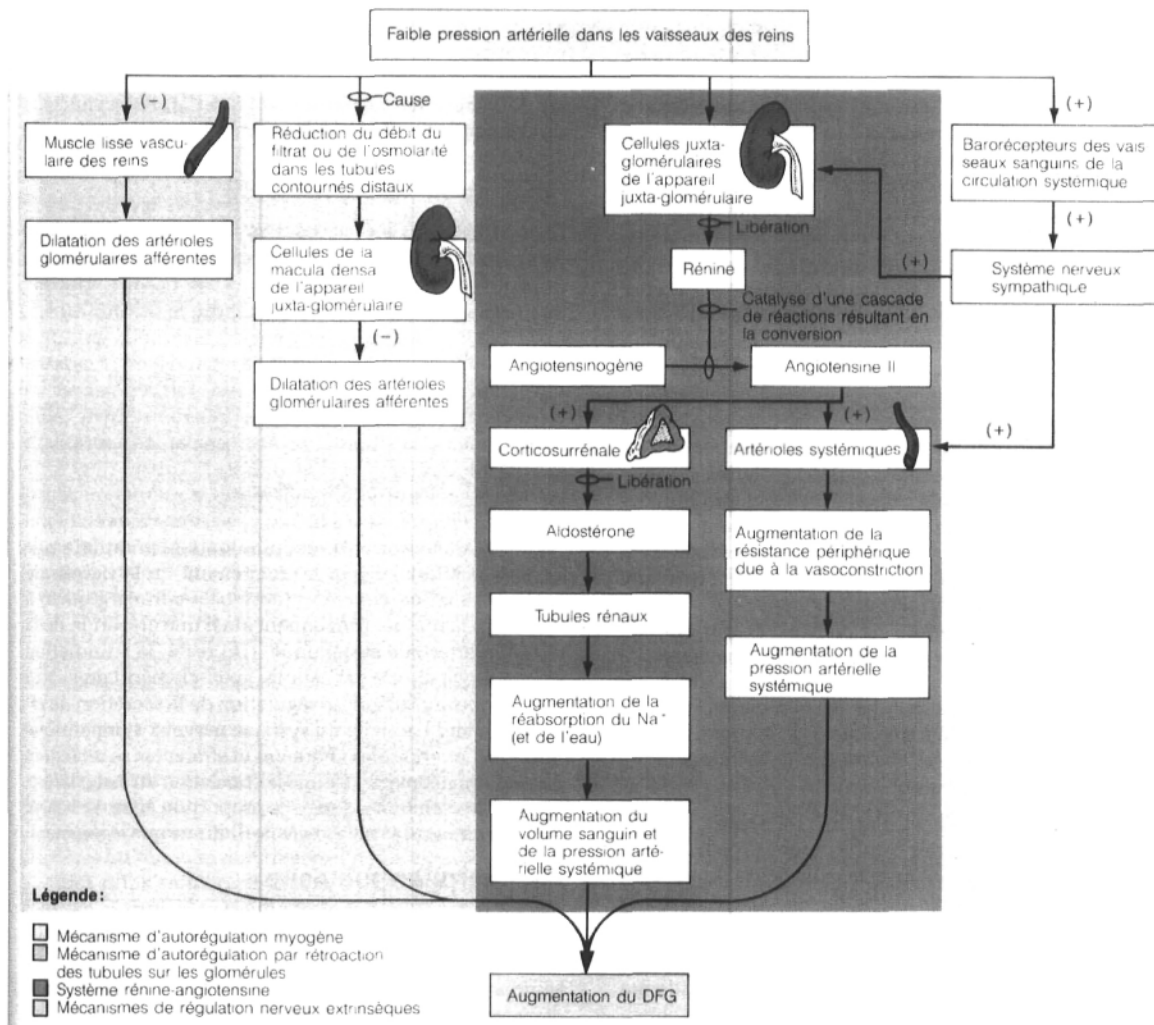 Faible pression artérielle dans les vaisseaux des reins
(−)
Cause
(+)
Muscle lisse vascu-
laire des reins
Réduction du débit du
filtrat ou de l'osmolarité
dans les tubules
contournés distaux
Cellules juxta-
glomérulaires
de l'appareil
juxta-glomérulaire
Barorécepteurs des vais
seaux sanguins de la
circulation systémique
Libération
(+)
Dilatation des artérioles
glomérulaires afférentes
Cellules de la
macula densa
de l'appareil
juxta-glomérulaire
Rénine
(+)
Système nerveux
sympathique
Catalyse d'une cascade
de réactions résultant en
la conversion
(−)
Angiotensinogène
Angiotensine II
Dilatation des artérioles
glomérulaires afférentes
(+)
(+)
(+)
Corticosurrénale
Artérioles systémiques
Libération
Aldostérone
Augmentation de la
résistance périphérique
due à la vasoconstriction
Tubules rénaux
Augmentation de la
pression artérielle
systémique
Augmentation de la
réabsorption du Na+
(et de l'eau)
Augmentation du
volume sanguin et
de la pression arté-
rielle systémique
Légende:
Mécanisme d'autorégulation myogène
Mécanisme d'autorégulation par rétroaction
des tubules sur les glomérules
Système rénine-angiotensine
Mécanismes de régulation nerveux extrinsèques
Augmentation du DFG